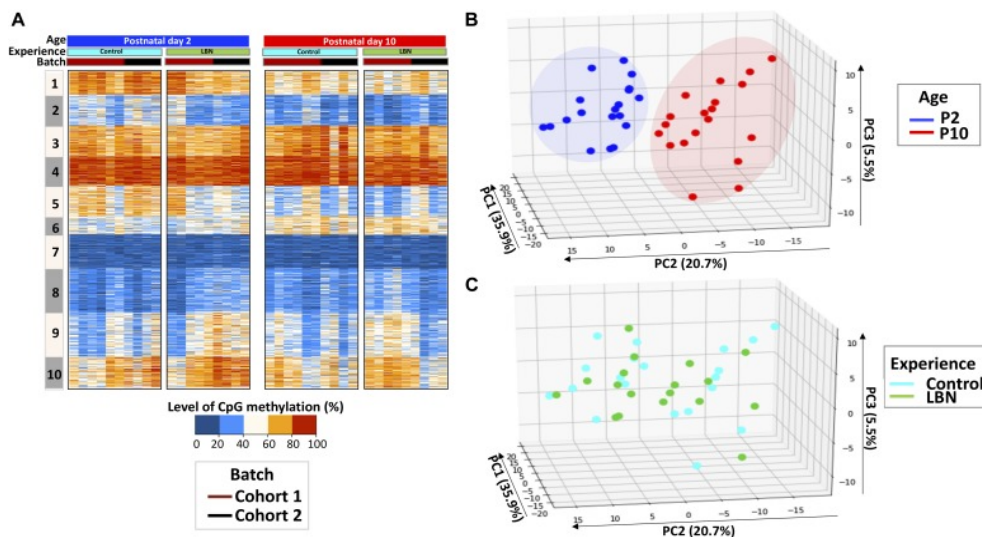 A
Age
Postnatal day 2
Postnatal day 10
Experience
Control
LBN
Control
LBN
Batch
1
2
3
4
5
6
7
8
9
10
Level of CpG methylation (%)
0 20 40 60 80 100
Batch
Cohort 1
Cohort 2
B
10
5
0
-5
-10
PC3 (5.5%)
PC1 (35.9%)
20
15
10
5
0
-5
-10
-15
-20
15 10 5 0 -5 -10 -15
PC2 (20.7%)
Age
P2
P10
C
10
5
0
-5
-10
PC3 (5.5%)
PC1 (35.9%)
20
15
10
5
0
-5
-10
-15
-20
15 10 5 0 -5 -10 -15
PC2 (20.7%)
Experience
Control
LBN